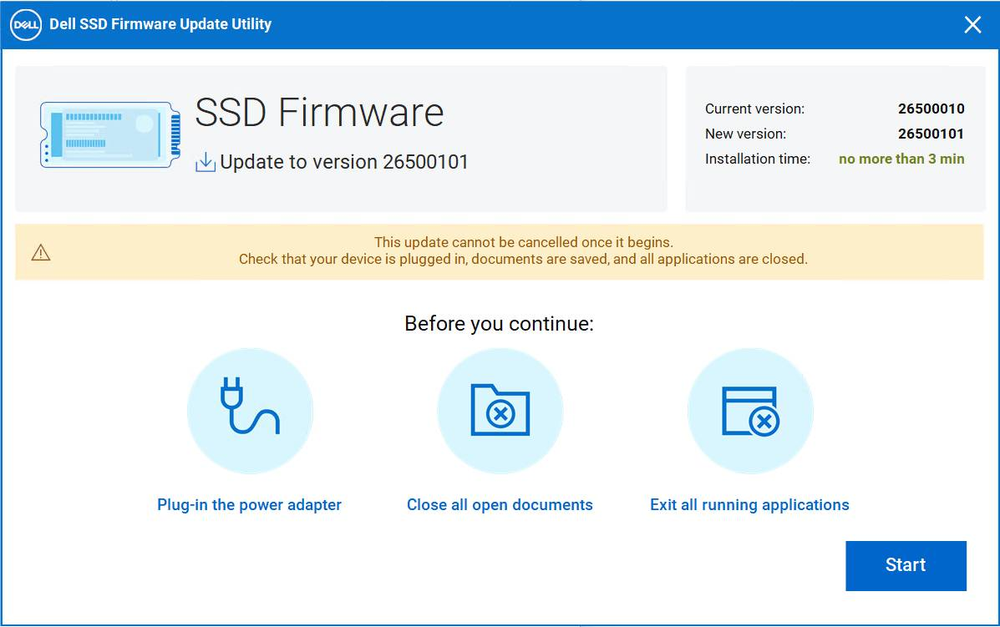 DELL Dell SSD Firmware Update Utility
SSD Firmware
Update to version 26500101
Current version: 26500010
New version: 26500101
Installation time: no more than 3 min
This update cannot be cancelled once it begins.
Check that your device is plugged in, documents are saved, and all applications are closed.
Before you continue:
Plug-in the power adapter
Close all open documents
Exit all running applications
Start